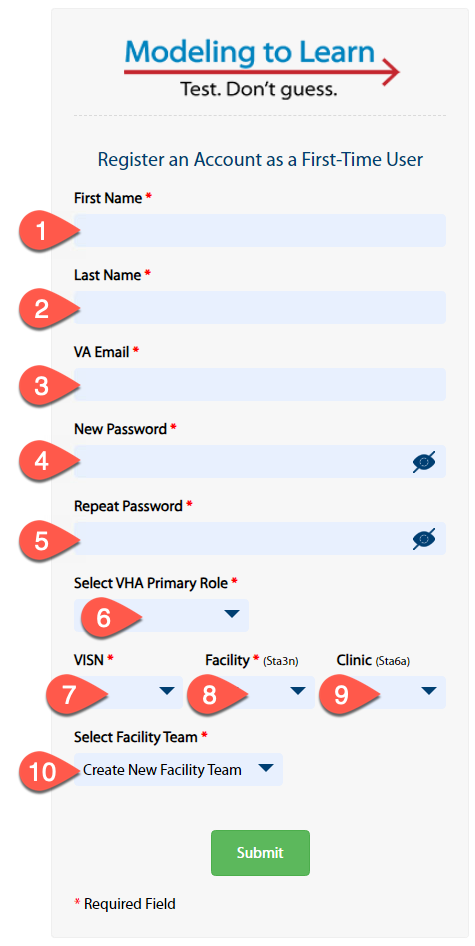 Modeling to Learn
Test. Don't guess.
Register an Account as a First-Time User
First Name *
1
Last Name *
2
VA Email *
3
New Password *
4
Repeat Password *
5
Select VHA Primary Role *
6
VISN * Facility * (Sta3n) Clinic (Sta6a)
7 8 9
Select Facility Team *
10 Create New Facility Team
Submit
* Required Field